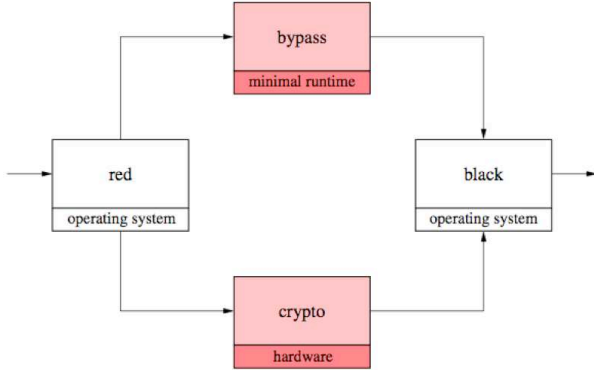 bypass
minimal runtime
red
operating system
black
operating system
crypto
hardware